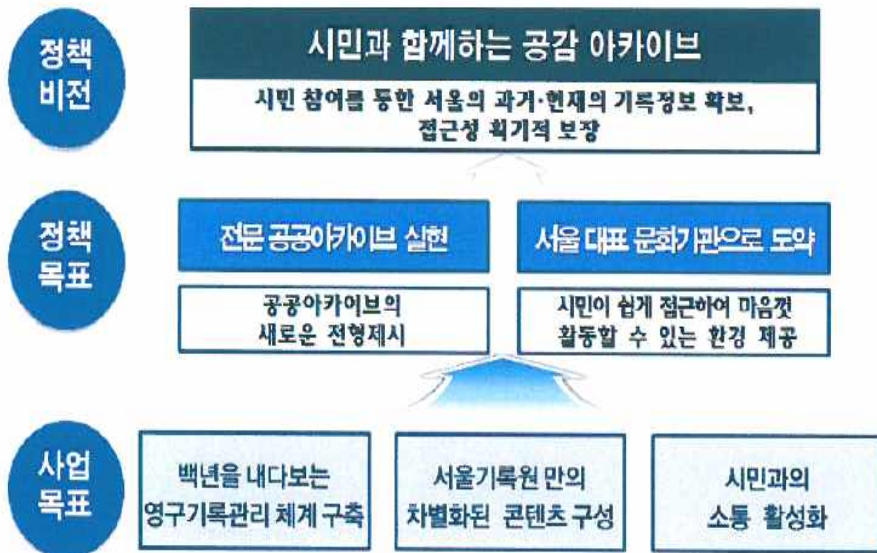 정책
비전
시민과 함께하는 공감 아카이브
시민 참여를 통한 서울의 과거·현재의 기록정보 확보,
접근성 획기적 보장
정책
목표
전문 공공아카이브 실현
공공아카이브의
새로운 전형제시
서울 대표 문화기관으로 도약
시민이 쉽게 접근하여 마음껏
활동할 수 있는 환경 제공
사업
목표
백년을 내다보는
영구기록관리 체계 구축
서울기록원 만의
차별화된 콘텐츠 구성
시민과의
소통 활성화